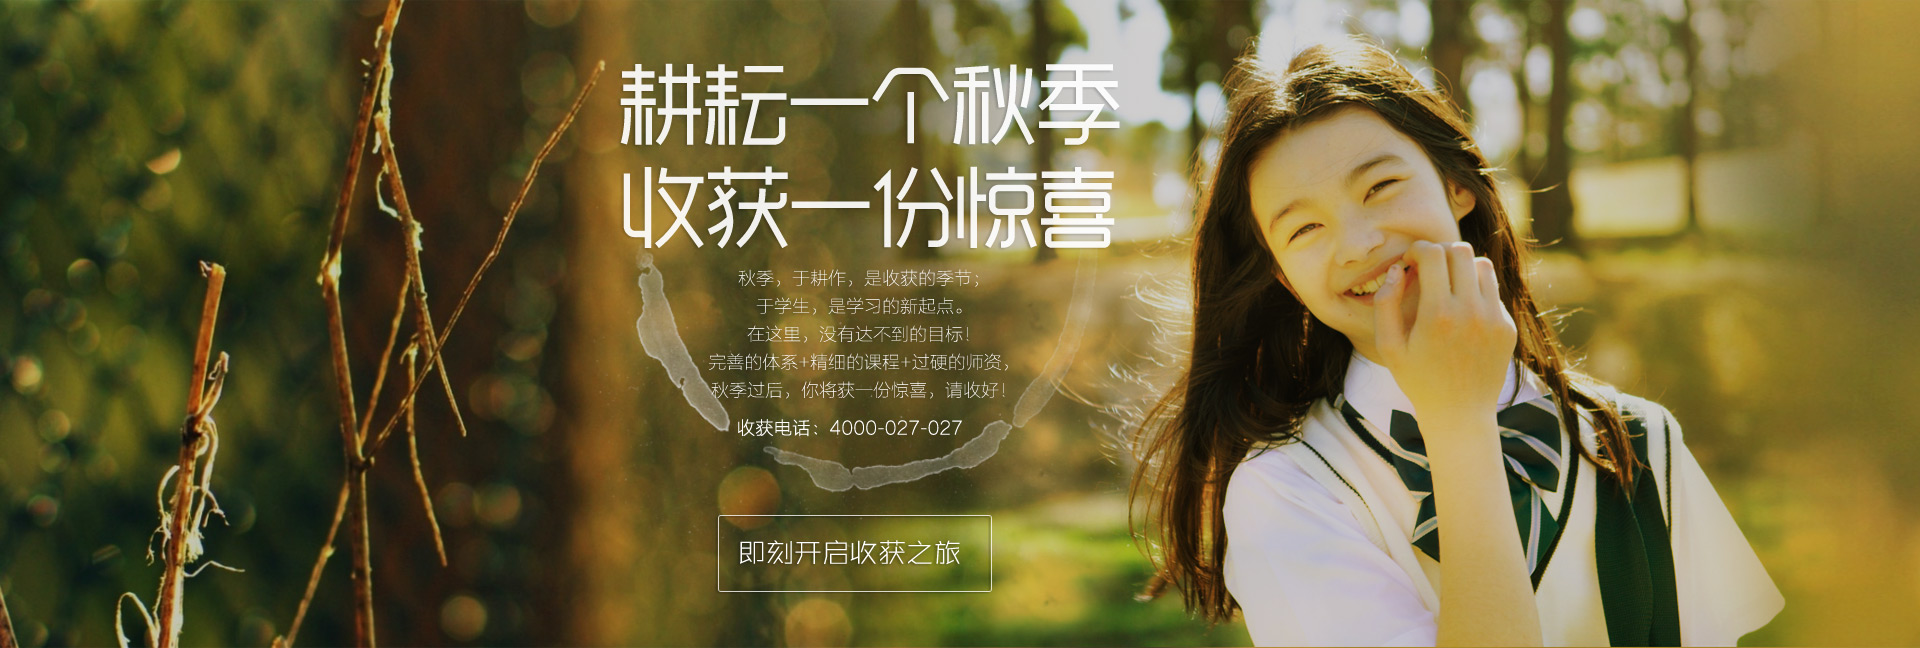 耕耘一个秋季
收获一份惊喜
秋季，于耕作，是收获的季节；
于学生，是学习的新起点。
在这里，没有达不到的目标！
完善的体系+精细的课程+过硬的师资，
秋季过后，你将获一份惊喜，请收好！
收获电话：4000-027-027
即刻开启收获之旅